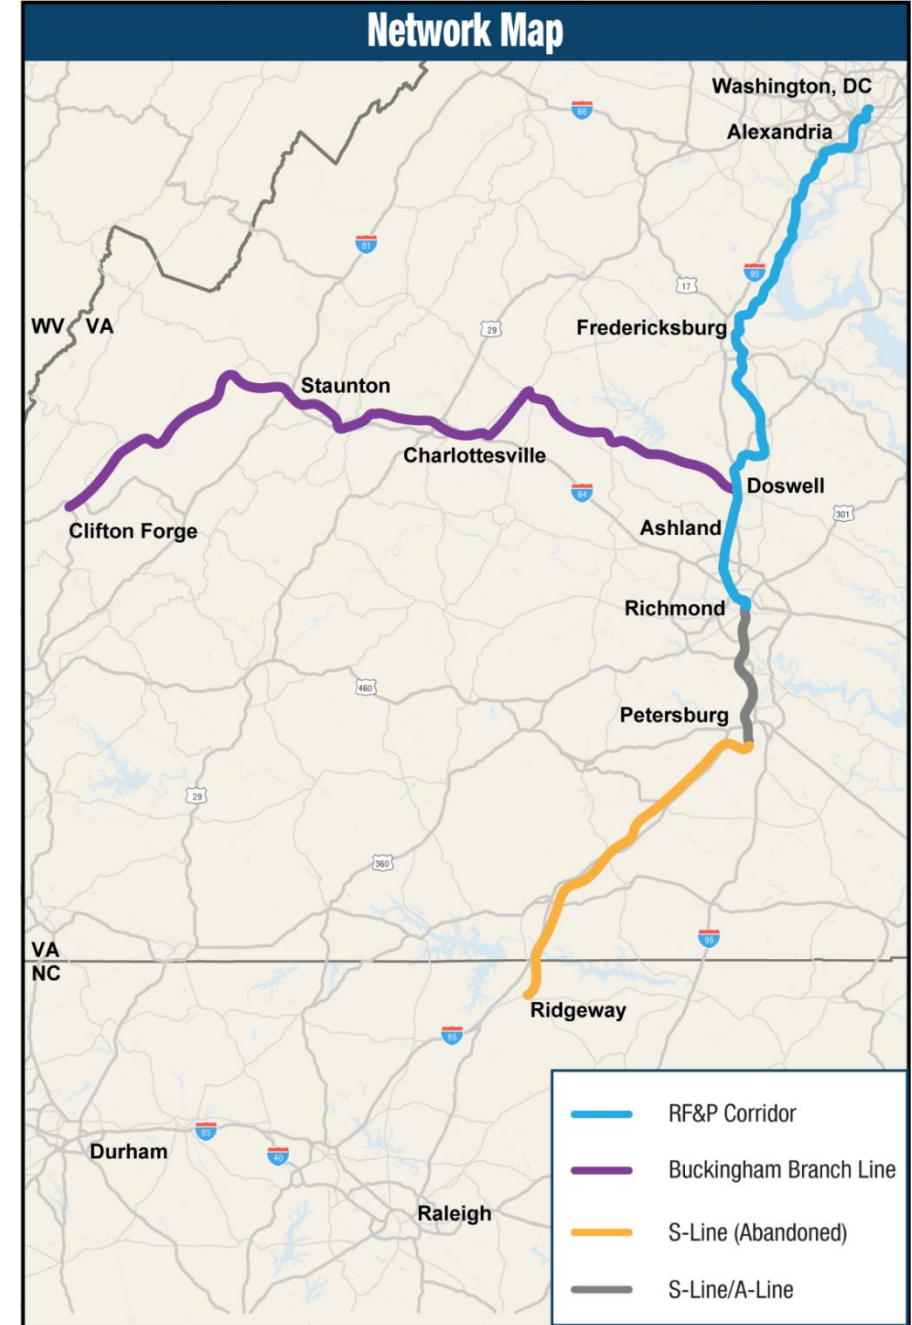 Network Map
Washington, DC
66
Alexandria
81
95
17
WV VA
29
Fredericksburg
Staunton
Charlottesville
64
Doswell
301
Ashland
Clifton Forge
Richmond
460
Petersburg
29
360
95
VA
NC
Ridgeway
85
RF&P Corridor
85
Durham
40
Buckingham Branch Line
Raleigh
S-Line (Abandoned)
S-Line/A-Line